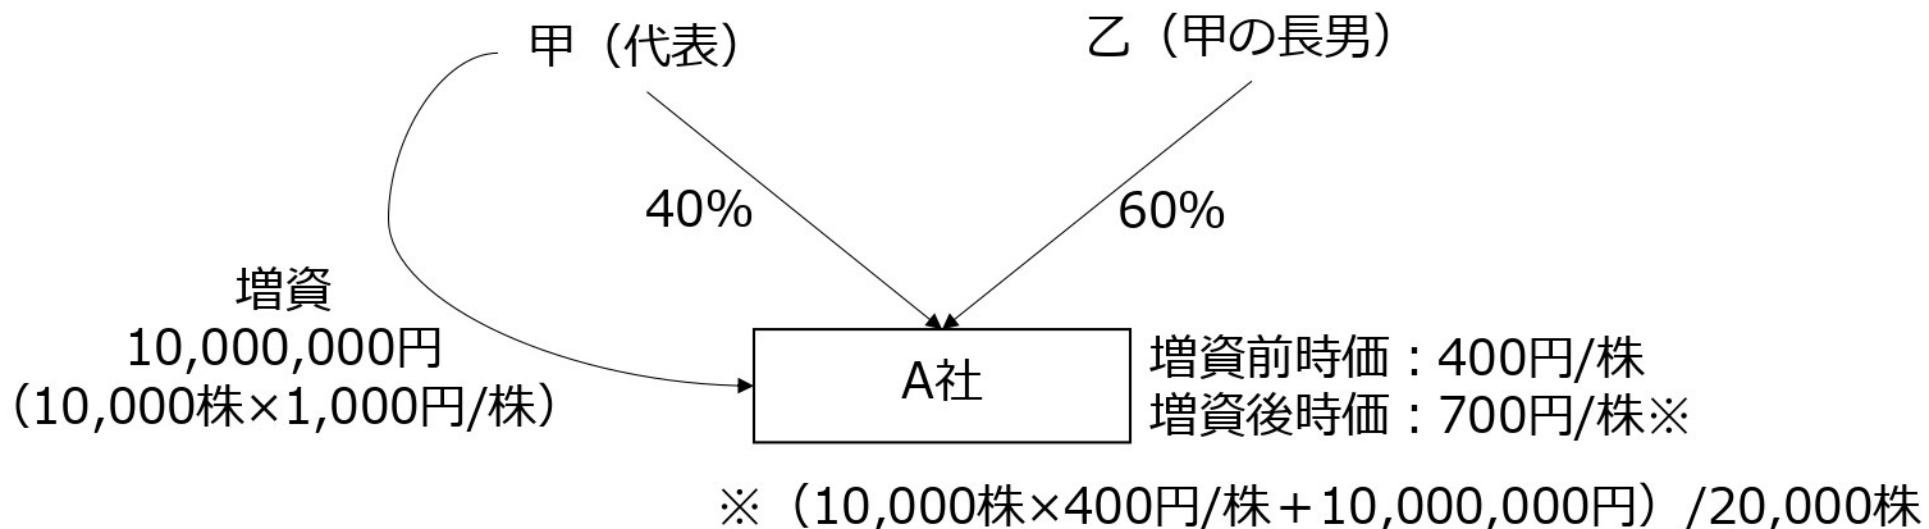 甲（代表）
乙（甲の長男）
40%
60%
増資
10,000,000円
（10,000株×1,000円/株）
A社
増資前時価：400円/株
増資後時価：700円/株※
※（10,000株×400円/株＋10,000,000円）/20,000株